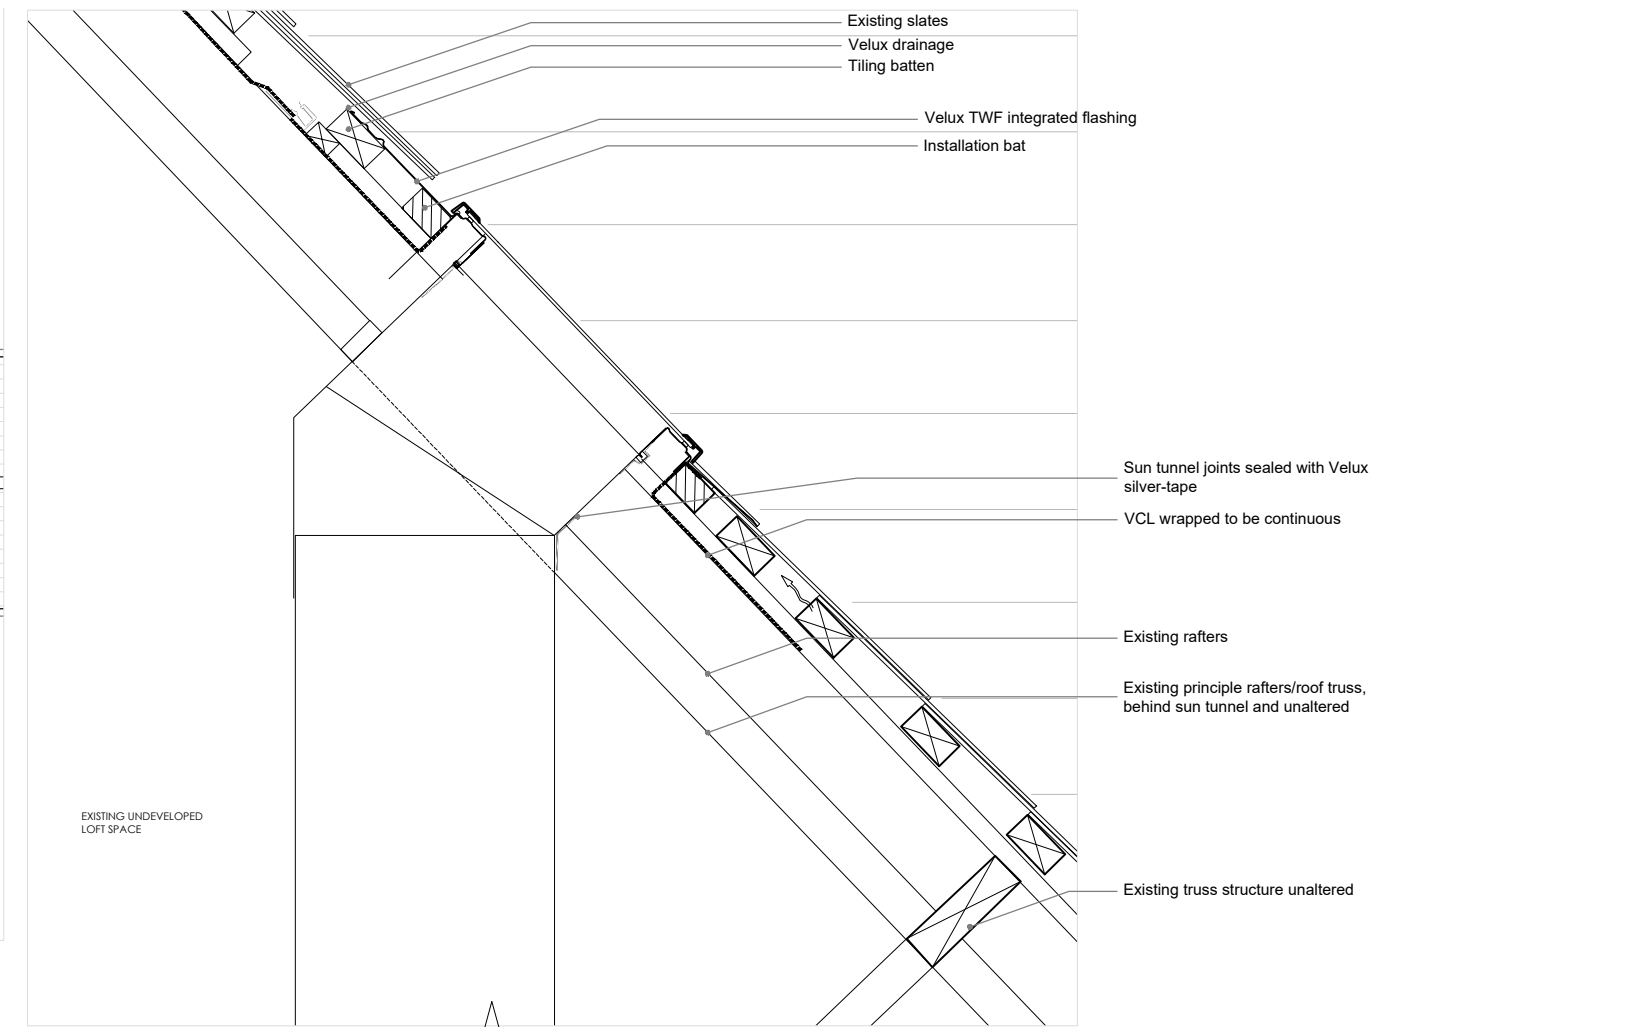 Existing slates
Velux drainage
Tiling batten
Velux TWF integrated flashing
Installation bat
Sun tunnel joints sealed with Velux
silver-tape
VCL wrapped to be continuous
Existing rafters
Existing principle rafters/roof truss,
behind sun tunnel and unaltered
EXISTING UNDEVELOPED
LOFT SPACE
Existing truss structure unaltered